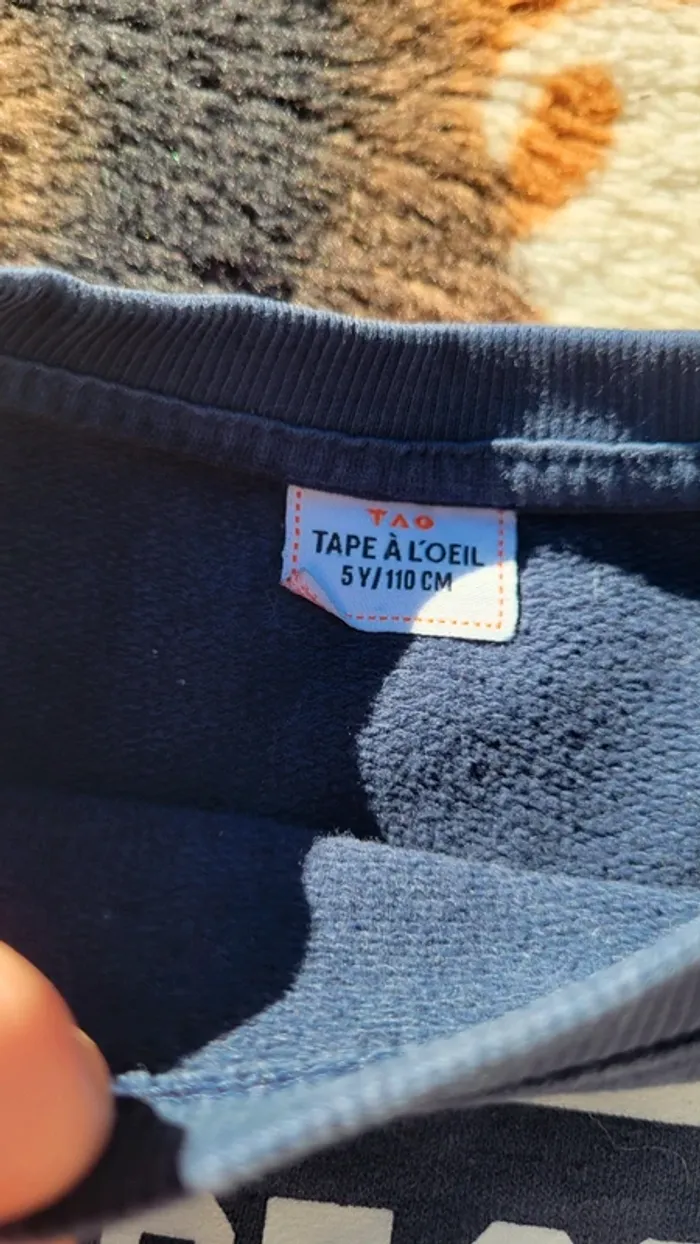 TAO
TAPE À L'OEIL
5 Y/110 CM